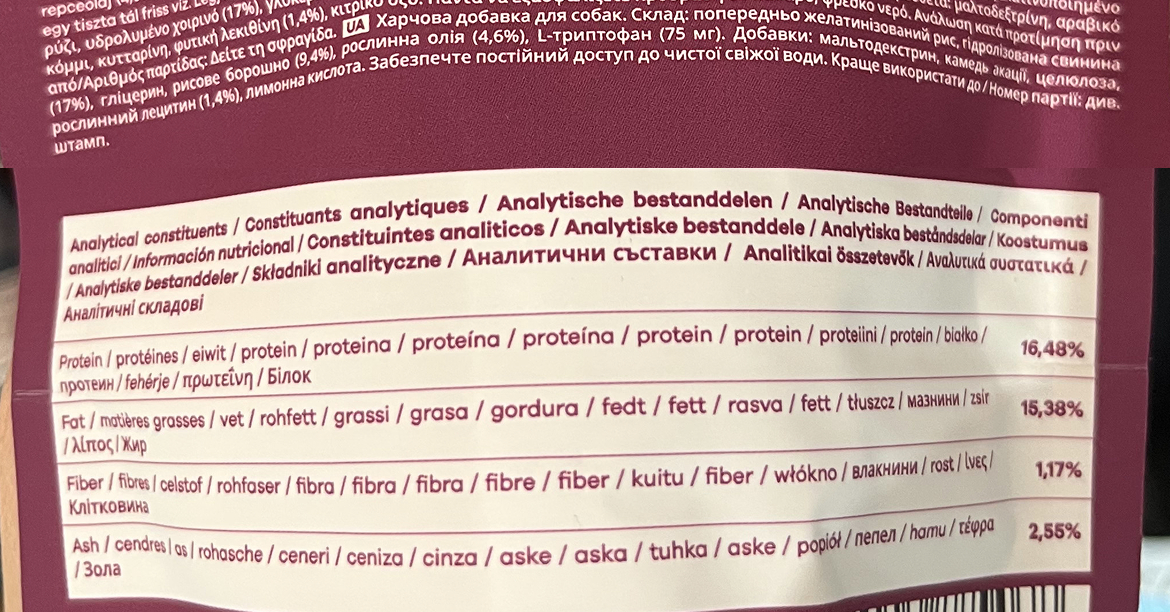 repceolaj
egy tiszta tál friss víz.
ρύζι, υδρολυμένο χοιρινό (17%),
κόμμι, κυτταρίνη, φυτική λεκιθίνη (1,4%), κιτρικό φρέσκο νερό. Ανάλωση κατά προτίμηση πριν
από/Αριθμός παρτίδας: Δείτε τη σφραγίδα. UA Харчова добавка для собак. Склад: попередньо желатинізований рис, гідролізована свинина
(17%), гліцерин, рисове борошно (9,4%), рослинна олія (4,6%), L-триптофан (75 мг). Добавки: мальтодекстрин, камедь акації, целюлоза,
рослинний лецитин (1,4%), лимонна кислота. Забезпечте постійний доступ до чистої свіжої води. Краще використати до/Номер партії: див.
штамп.
Analytical constituents / Constituants analytiques / Analytische bestanddelen / Analytische Bestandteile / Componenti
analitici / Información nutricional / Constituintes analiticos / Analytiske bestanddele / Analytiska beståndsdelar / Koostumus
/ Analytiske bestanddeler / Składniki analityczne / Аналитични съставки / Analitikai összetevők / Αναλυτικά συστατικά /
Аналітичні складові
Protein / protéines / eiwit / protein / proteina / proteína / proteína / protein / protein / proteiini / protein / białko / 16,48%
протеин / fehérje / πρωτεΐνη / Білок
Fat / matières grasses / vet / rohfett / grassi / grasa / gordura / fedt / fett / rasva / fett / tłuszcz / мазнини / zsír 15,38%
/ λίπος / Жир
Fiber / fibres / celstof / rohfaser / fibra / fibra / fibra / fibre / fiber / kuitu / fiber / włókno / влакнини / rost / ίνες / 1,17%
Клітковина
Ash / cendres / as / rohasche / ceneri / ceniza / cinza / aske / aska / tuhka / aske / popiół / пепел / hamu / τέφρα 2,55%
/ Зола